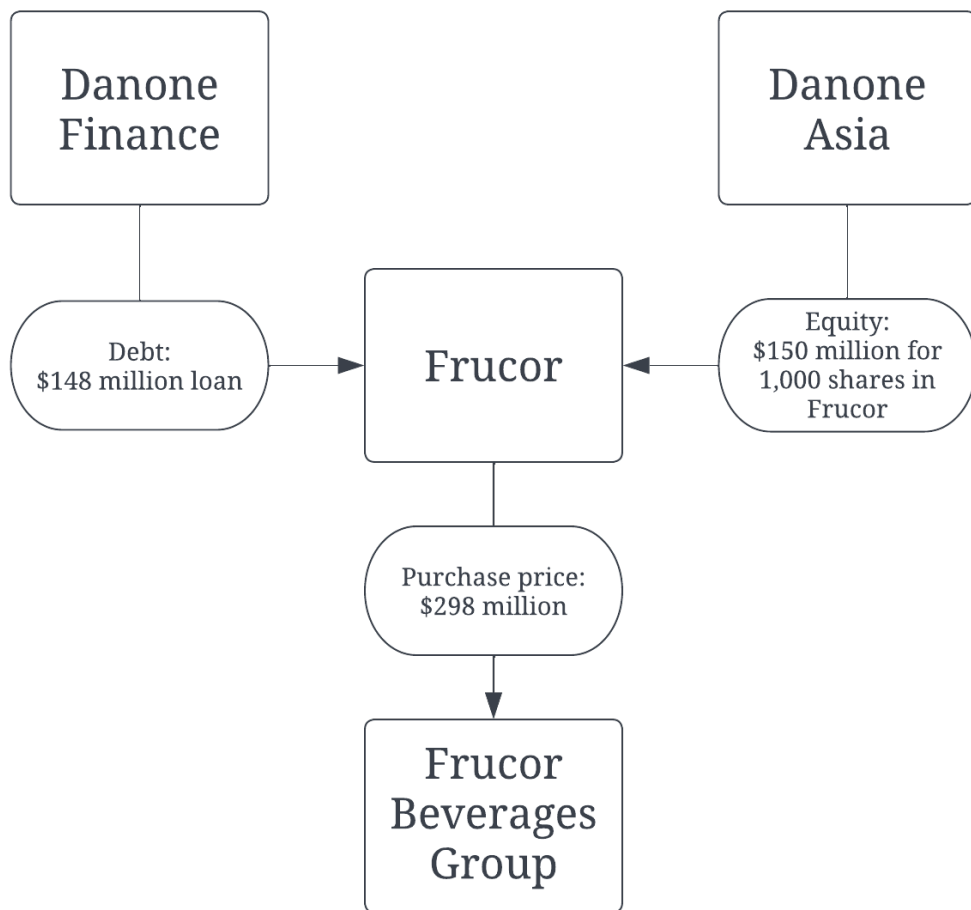 Danone
Finance
Danone
Asia
Debt:
$148 million loan
Frucor
Equity:
$150 million for
1,000 shares in
Frucor
Purchase price:
$298 million
Frucor
Beverages
Group